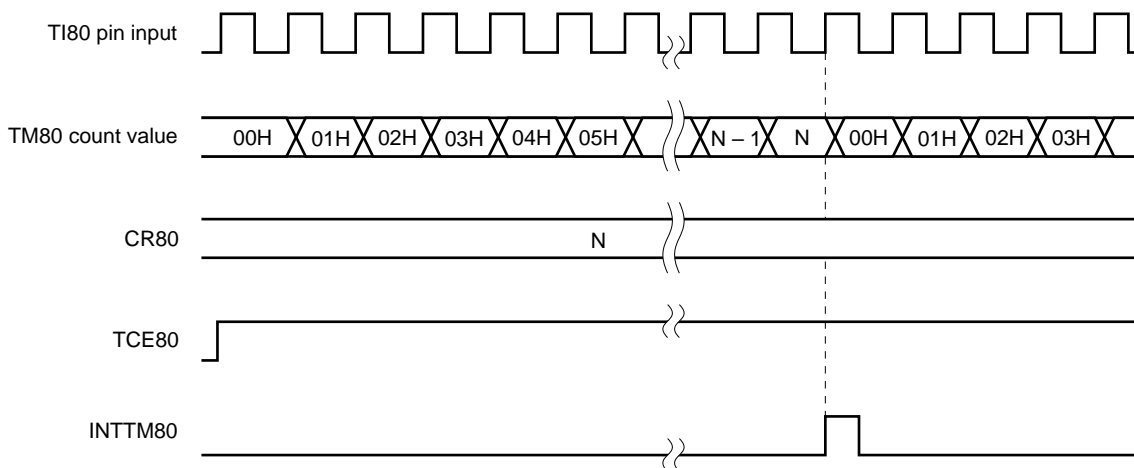 TI80 pin input
TM80 count value 00H 01H 02H 03H 04H 05H N – 1 N 00H 01H 02H 03H
CR80 N
TCE80
INTTM80